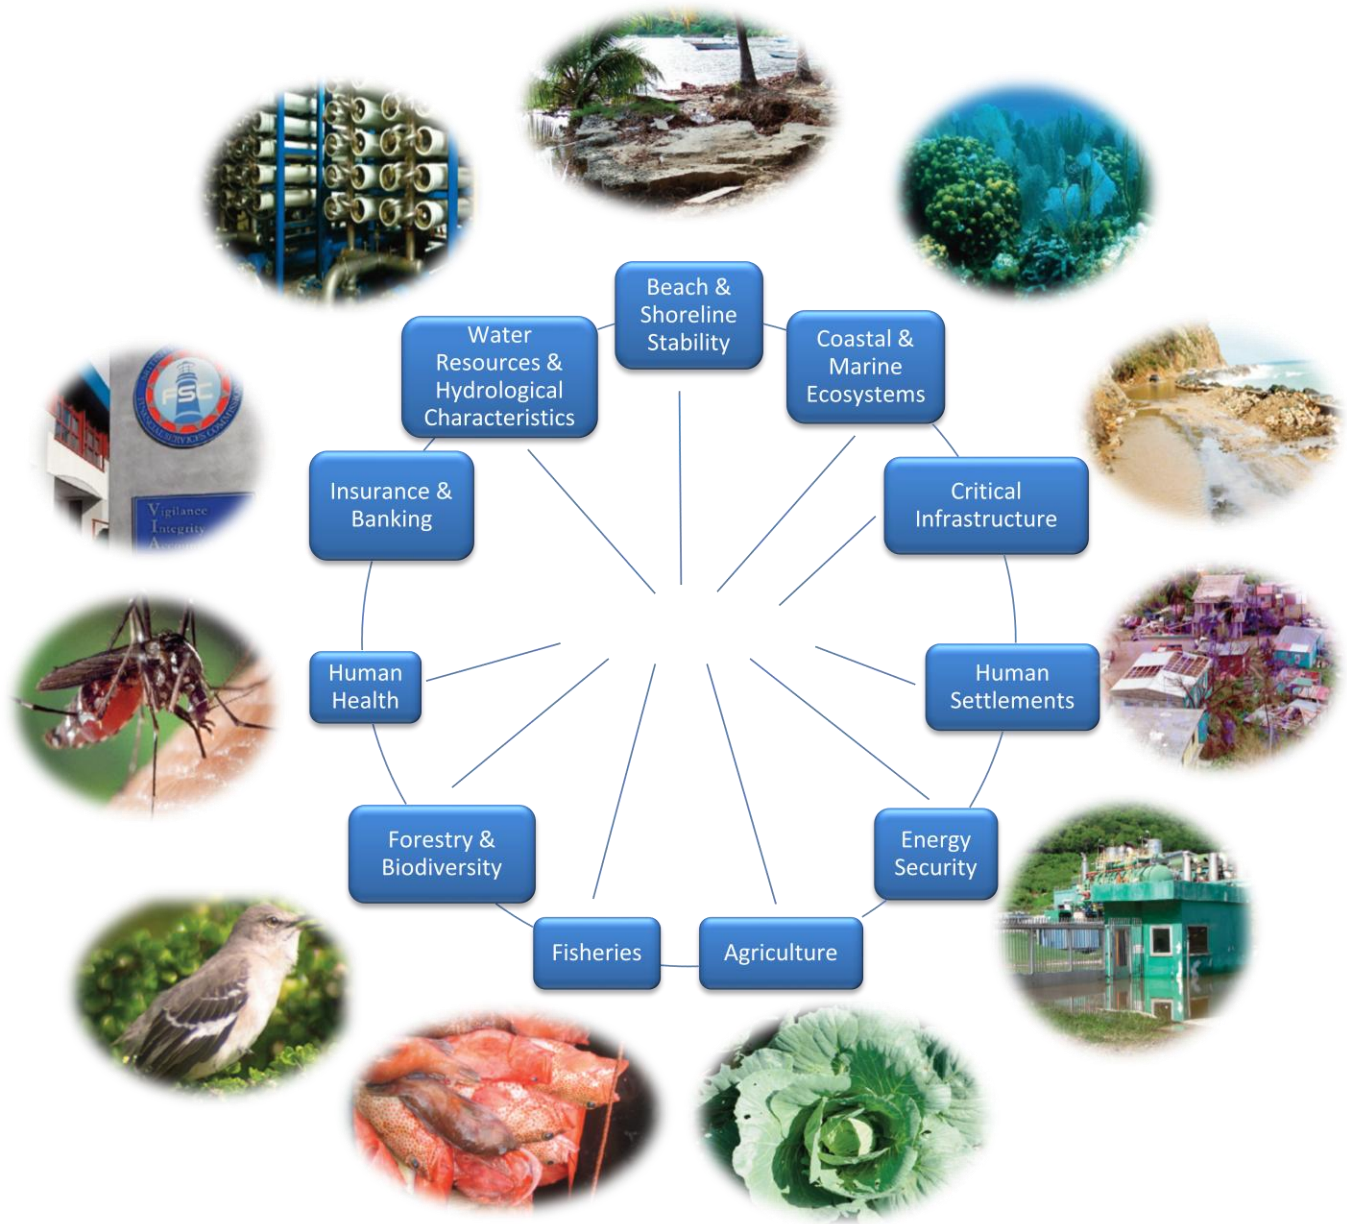 Beach &
Shoreline
Stability
Coastal &
Marine
Ecosystems
Critical
Infrastructure
Human
Settlements
Energy
Security
Agriculture
Fisheries
Forestry &
Biodiversity
Human
Health
Insurance &
Banking
Water
Resources &
Hydrological
Characteristics
FSC
Vigilance
Integrity